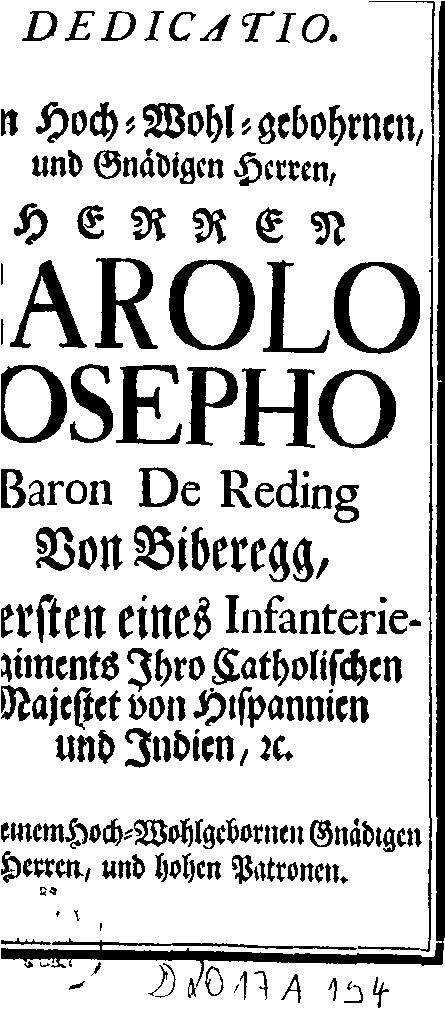 DEDICATIO.
n Hoch-Wohl-gebohrnen,
und Gnädigen Herren,
HERREN
AROLO
OSEPHO
Baron De Reding
Von Biberegg,
ersten eines Infanterie-
giments Ihro Catholischen
Majestet von Hispannien
und Indien, ꝛc.
einem Hoch-Wohlgebornen Gnädigen
Herren, und hohen Patronen.
17 A 194